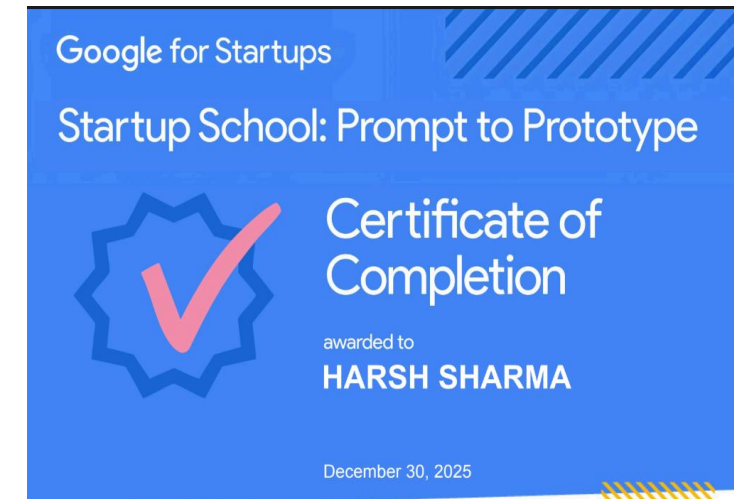 Google for Startups
Startup School: Prompt to Prototype
Certificate of
Completion
awarded to
HARSH SHARMA
December 30, 2025